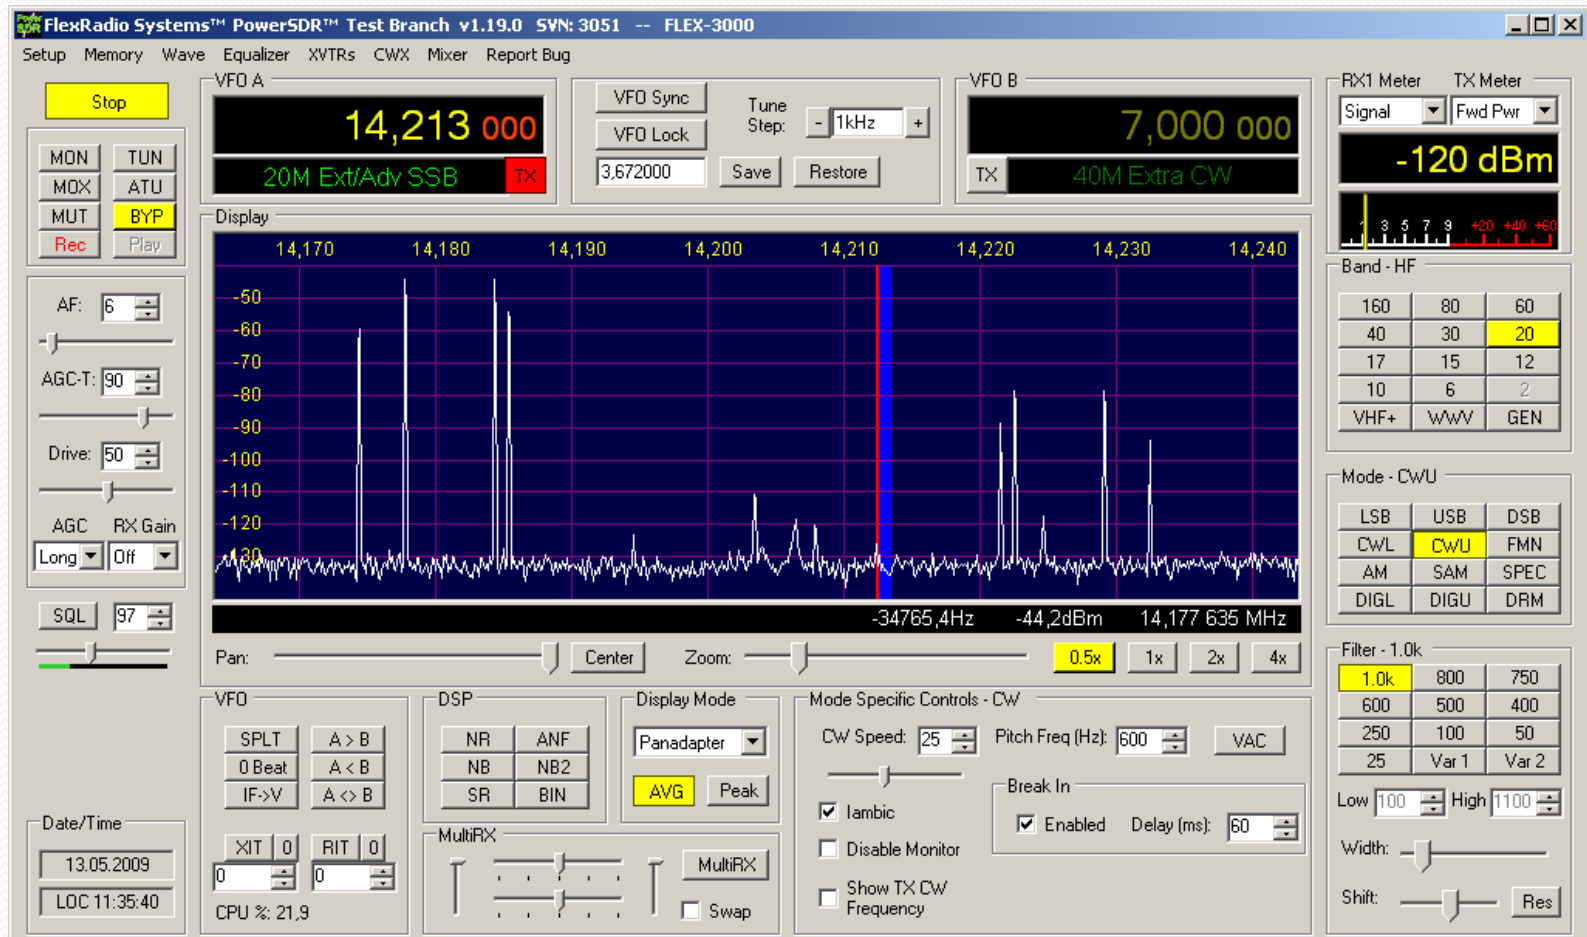 FlexRadio Systems™ PowerSDR™ Test Branch v1.19.0 SVN: 3051 -- FLEX-3000
Setup Memory Wave Equalizer XVTRs CWX Mixer Report Bug
Stop
MON TUN
MOX ATU
MUT BYP
Rec Play
AF: 6
AGC-T: 90
Drive: 50
AGC RX Gain
Long Off
SQL 97
Date/Time
13.05.2009
LOC 11:35:40
VFO A
14,213 000
20M Ext/Adv SSB TX
VFO Sync
VFO Lock
Tune
Step: - 1kHz +
3,672000 Save Restore
VFO B
7,000 000
TX 40M Extra CW
Display
14,170 14,180 14,190 14,200 14,210 14,220 14,230 14,240
-50
-60
-70
-80
-90
-100
-110
-120
-130
-34765,4Hz -44,2dBm 14,177 635 MHz
Pan: Center Zoom: 0.5x 1x 2x 4x
VFO
SPLT A > B
0 Beat A < B
IF->V A <> B
XIT 0 RIT 0
0 0
CPU %: 21,9
DSP
NR ANF
NB NB2
SR BIN
Display Mode
Panadapter
AVG Peak
MultiRX
MultiRX
Swap
Mode Specific Controls - CW
CW Speed: 25 Pitch Freq (Hz): 600 VAC
Iambic
Disable Monitor
Show TX CW
Frequency
Break In
Enabled Delay (ms): 60
RX1 Meter TX Meter
Signal Fwd Pwr
-120 dBm
1 3 5 7 9 +20 +40 +60
Band - HF
160 80 60
40 30 20
17 15 12
10 6 2
VHF+ WWV GEN
Mode - CWU
LSB USB DSB
CWL CWU FMN
AM SAM SPEC
DIGL DIGU DRM
Filter - 1.0k
1.0k 800 750
600 500 400
250 100 50
25 Var 1 Var 2
Low 100 High 1100
Width:
Shift: Res